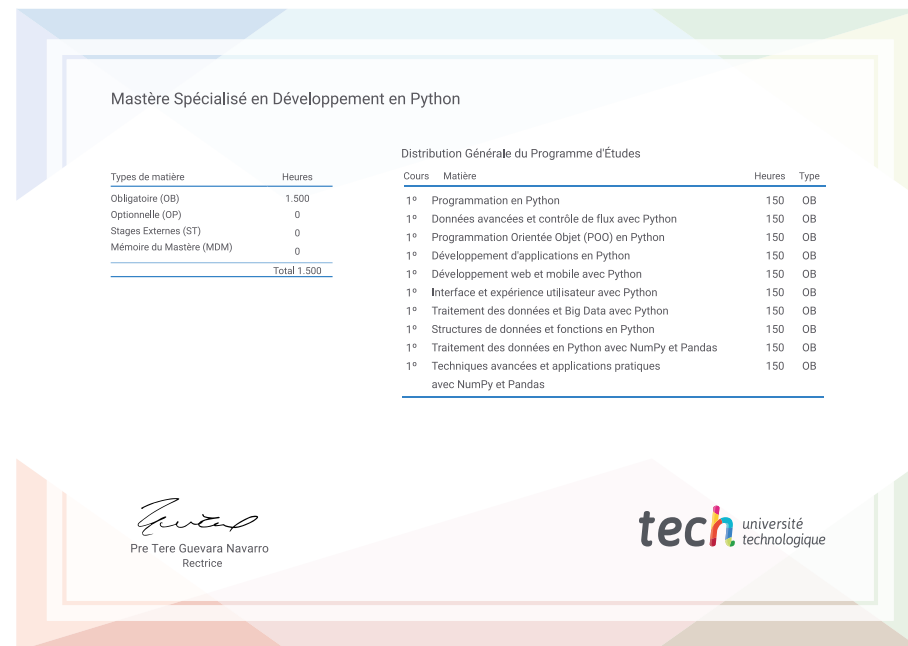 Mastère Spécialisé en Développement en Python
Types de matière Heures
Obligatoire (OB) 1.500
Optionnelle (OP) 0
Stages Externes (ST) 0
Mémoire du Mastère (MDM) 0
Total 1.500
Distribution Générale du Programme d'Études
Cours Matière Heures Type
1º Programmation en Python 150 OB
1º Données avancées et contrôle de flux avec Python 150 OB
1º Programmation Orientée Objet (POO) en Python 150 OB
1º Développement d'applications en Python 150 OB
1º Développement web et mobile avec Python 150 OB
1º Interface et expérience utilisateur avec Python 150 OB
1º Traitement des données et Big Data avec Python 150 OB
1º Structures de données et fonctions en Python 150 OB
1º Traitement des données en Python avec NumPy et Pandas 150 OB
1º Techniques avancées et applications pratiques 150 OB
avec NumPy et Pandas
Pre Tere Guevara Navarro
Rectrice
tech université
technologique